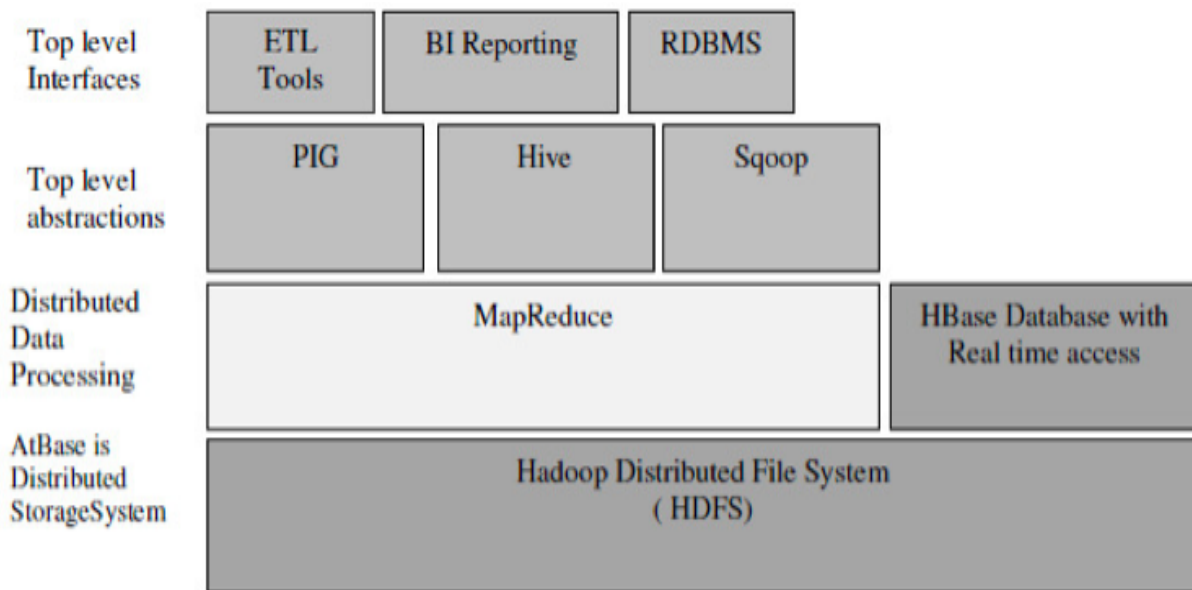 Top level
Interfaces
ETL
Tools
BI Reporting
RDBMS
Top level
abstractions
PIG
Hive
Sqoop
Distributed
Data
Processing
MapReduce
HBase Database with
Real time access
AtBase is
Distributed
StorageSystem
Hadoop Distributed File System
( HDFS)